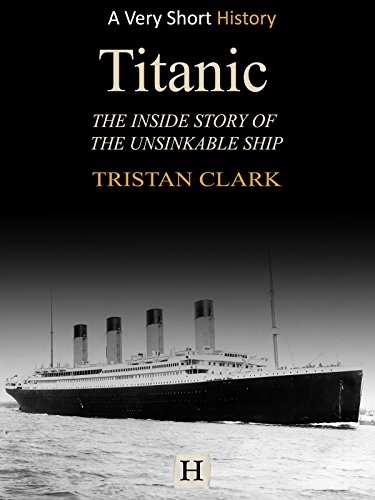 A Very Short History
Titanic
THE INSIDE STORY OF
THE UNSINKABLE SHIP
TRISTAN CLARK
H